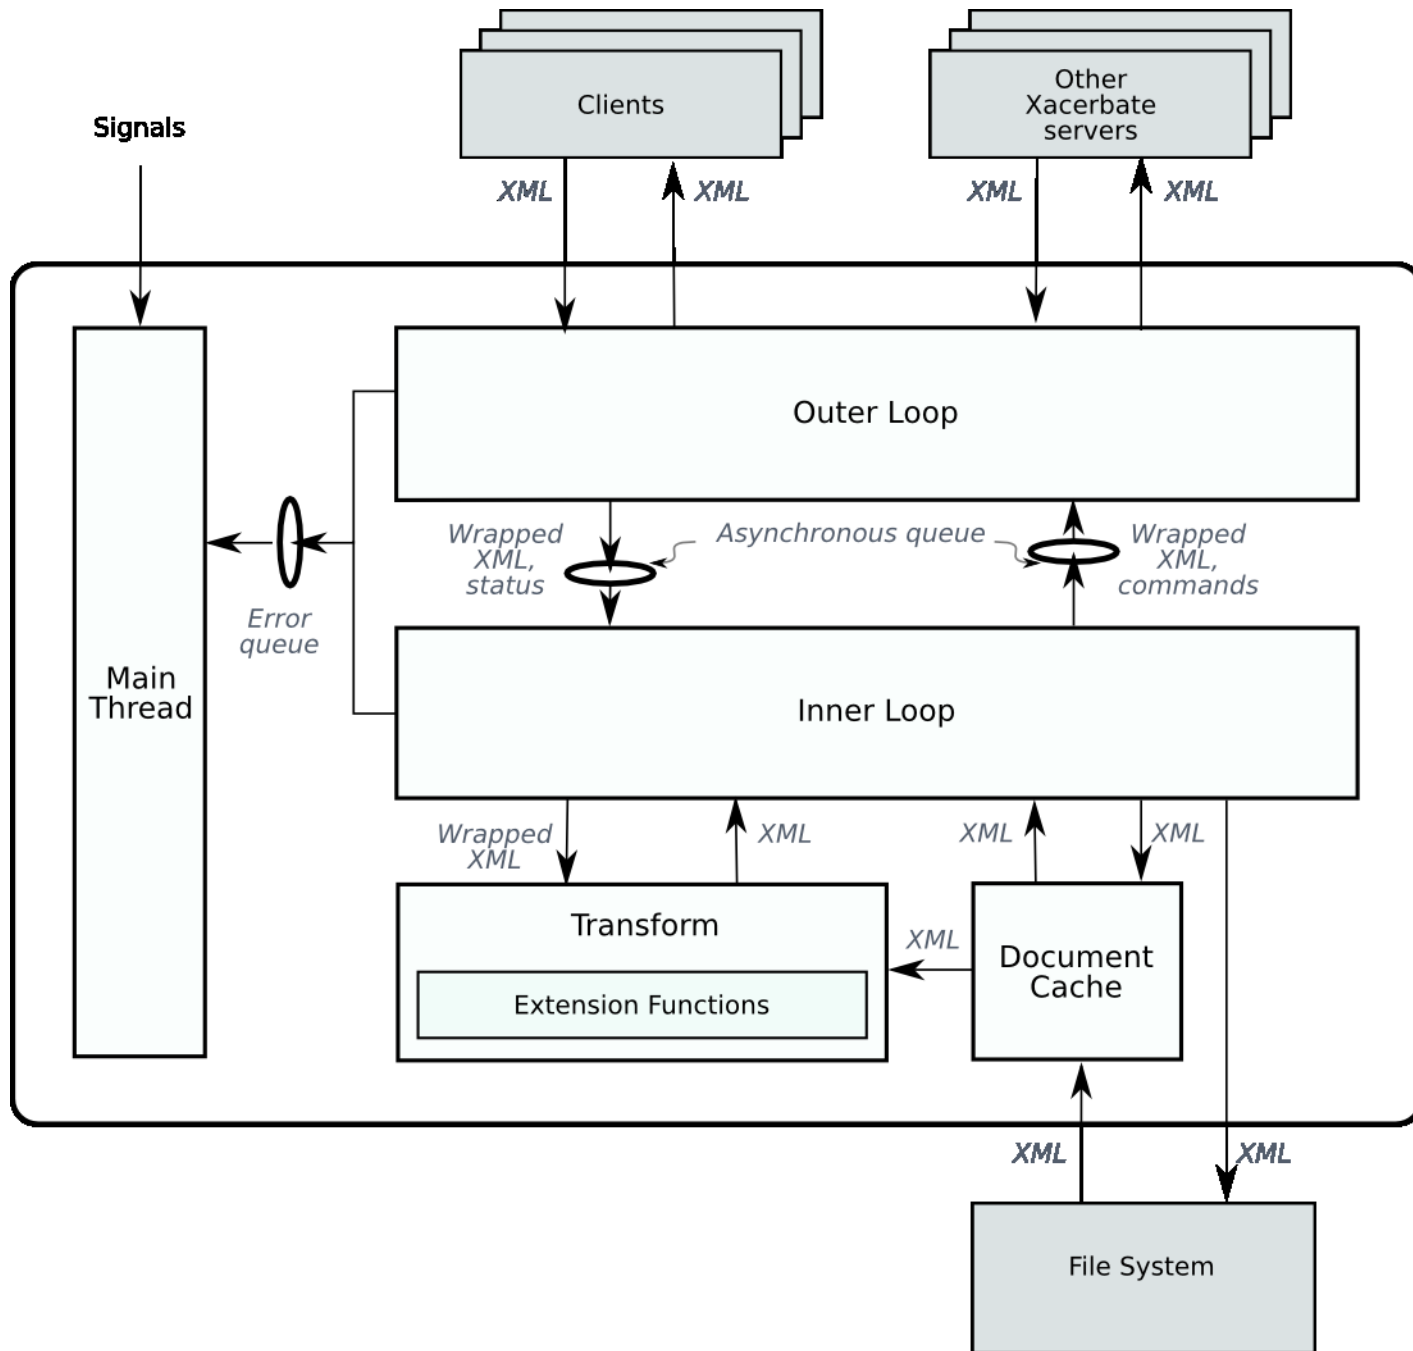 Clients
Other
Xacerbate
servers
Signals
XML
XML
XML
XML
Outer Loop
Wrapped
XML,
status
Asynchronous queue
Wrapped
XML,
commands
Error
queue
Main
Thread
Inner Loop
Wrapped
XML
XML
XML
XML
Transform
XML
Document
Cache
Extension Functions
XML
XML
File System